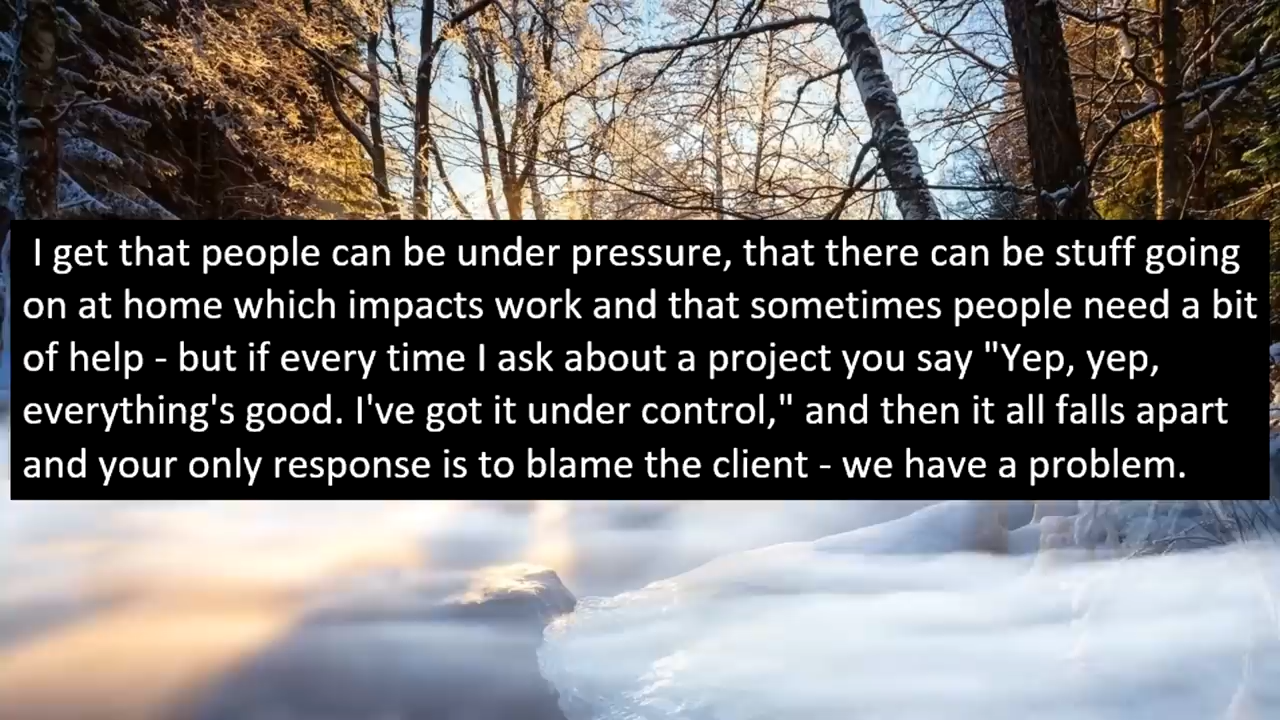 I get that people can be under pressure, that there can be stuff going
on at home which impacts work and that sometimes people need a bit
of help - but if every time I ask about a project you say "Yep, yep,
everything's good. I've got it under control," and then it all falls apart
and your only response is to blame the client - we have a problem.